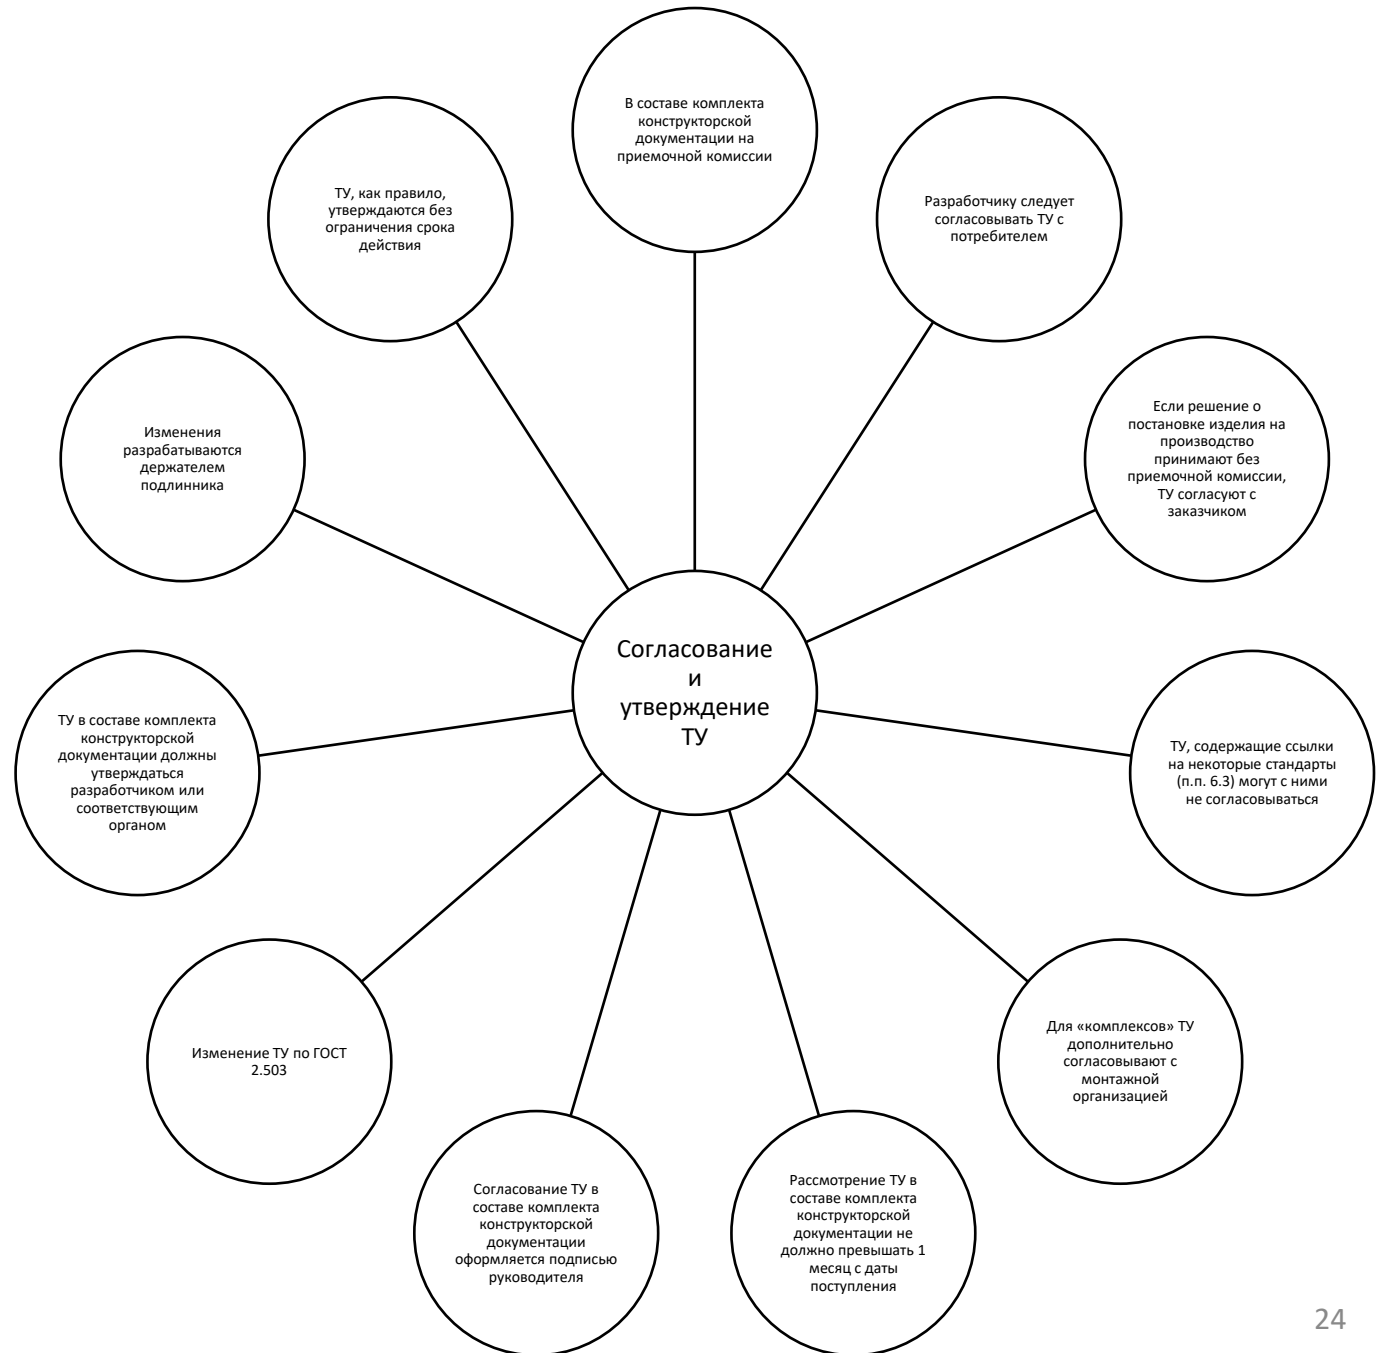 В составе комплекта
конструкторской
документации на
приемочной комиссии
Разработчику следует
согласовывать ТУ с
потребителем
Если решение о
постановке изделия на
производство
принимают без
приемочной комиссии,
ТУ согласуют с
заказчиком
ТУ, содержащие ссылки
на некоторые стандарты
(п.п. 6.3) могут с ними
не согласовываться
Для «комплексов» ТУ
дополнительно
согласовывают с
монтажной
организацией
Рассмотрение ТУ в
составе комплекта
конструкторской
документации не
должно превышать 1
месяц с даты
поступления
Согласование ТУ в
составе комплекта
конструкторской
документации
оформляется подписью
руководителя
Изменение ТУ по ГОСТ
2.503
ТУ в составе комплекта
конструкторской
документации должны
утверждаться
разработчиком или
соответствующим
органом
Изменения
разрабатываются
держателем
подлинника
ТУ, как правило,
утверждаются без
ограничения срока
действия
Согласование
и
утверждение
ТУ
24